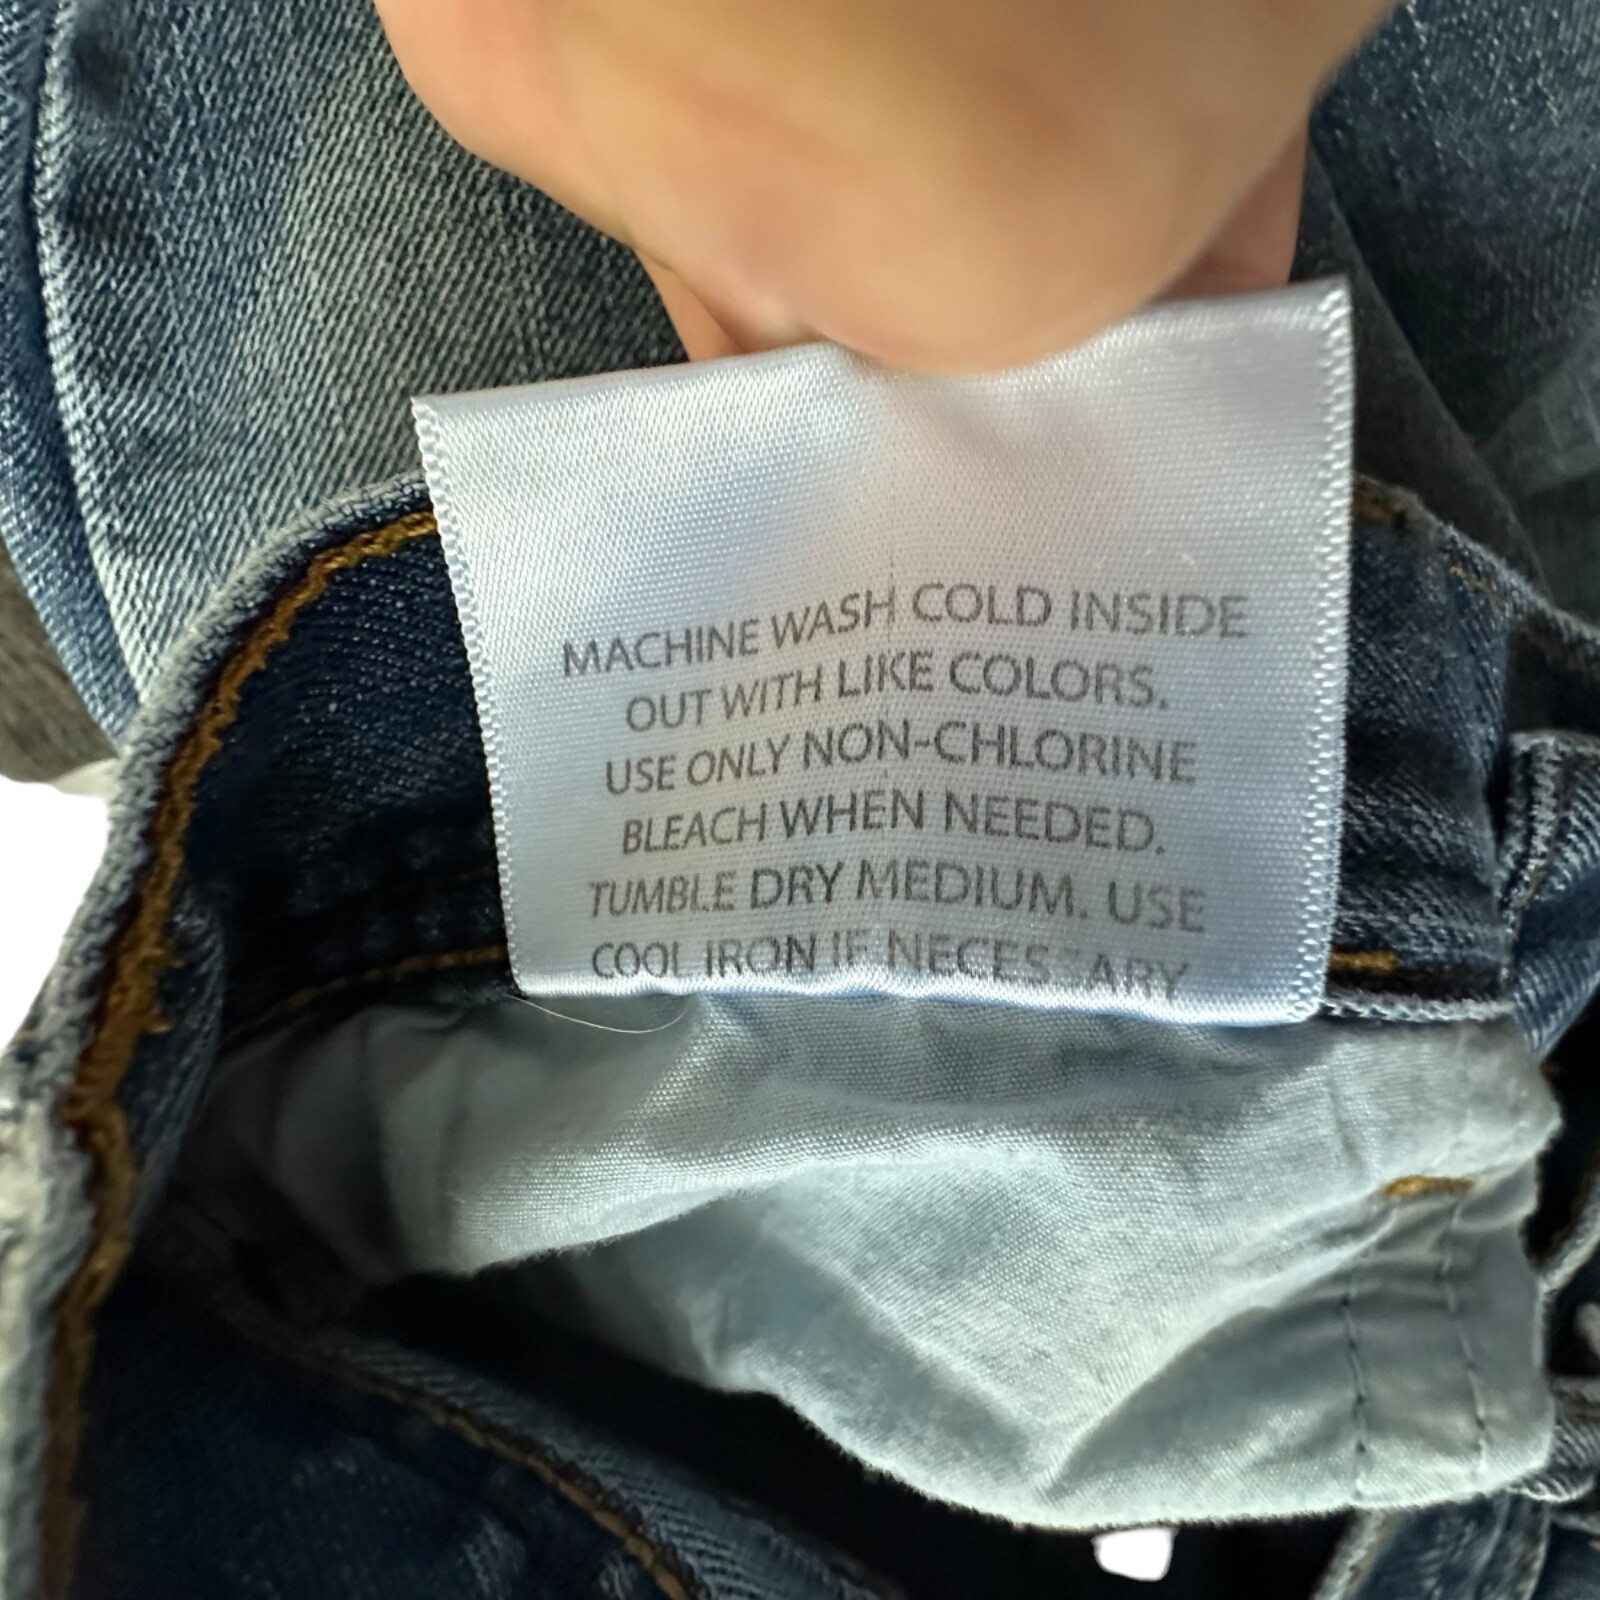 MACHINE WASH COLD INSIDE
OUT WITH LIKE COLORS.
USE ONLY NON-CHLORINE
BLEACH WHEN NEEDED.
TUMBLE DRY MEDIUM. USE
COOL IRON IF NECESSARY